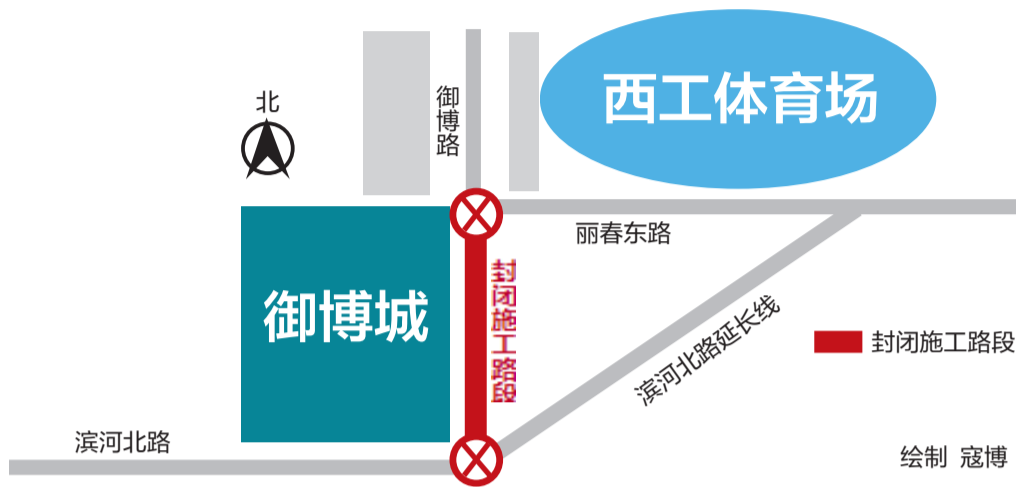 西工体育场
北
御博路
丽春东路
封闭施工路段
御博城
滨河北路延长线
封闭施工路段
滨河北路
绘制 寇博